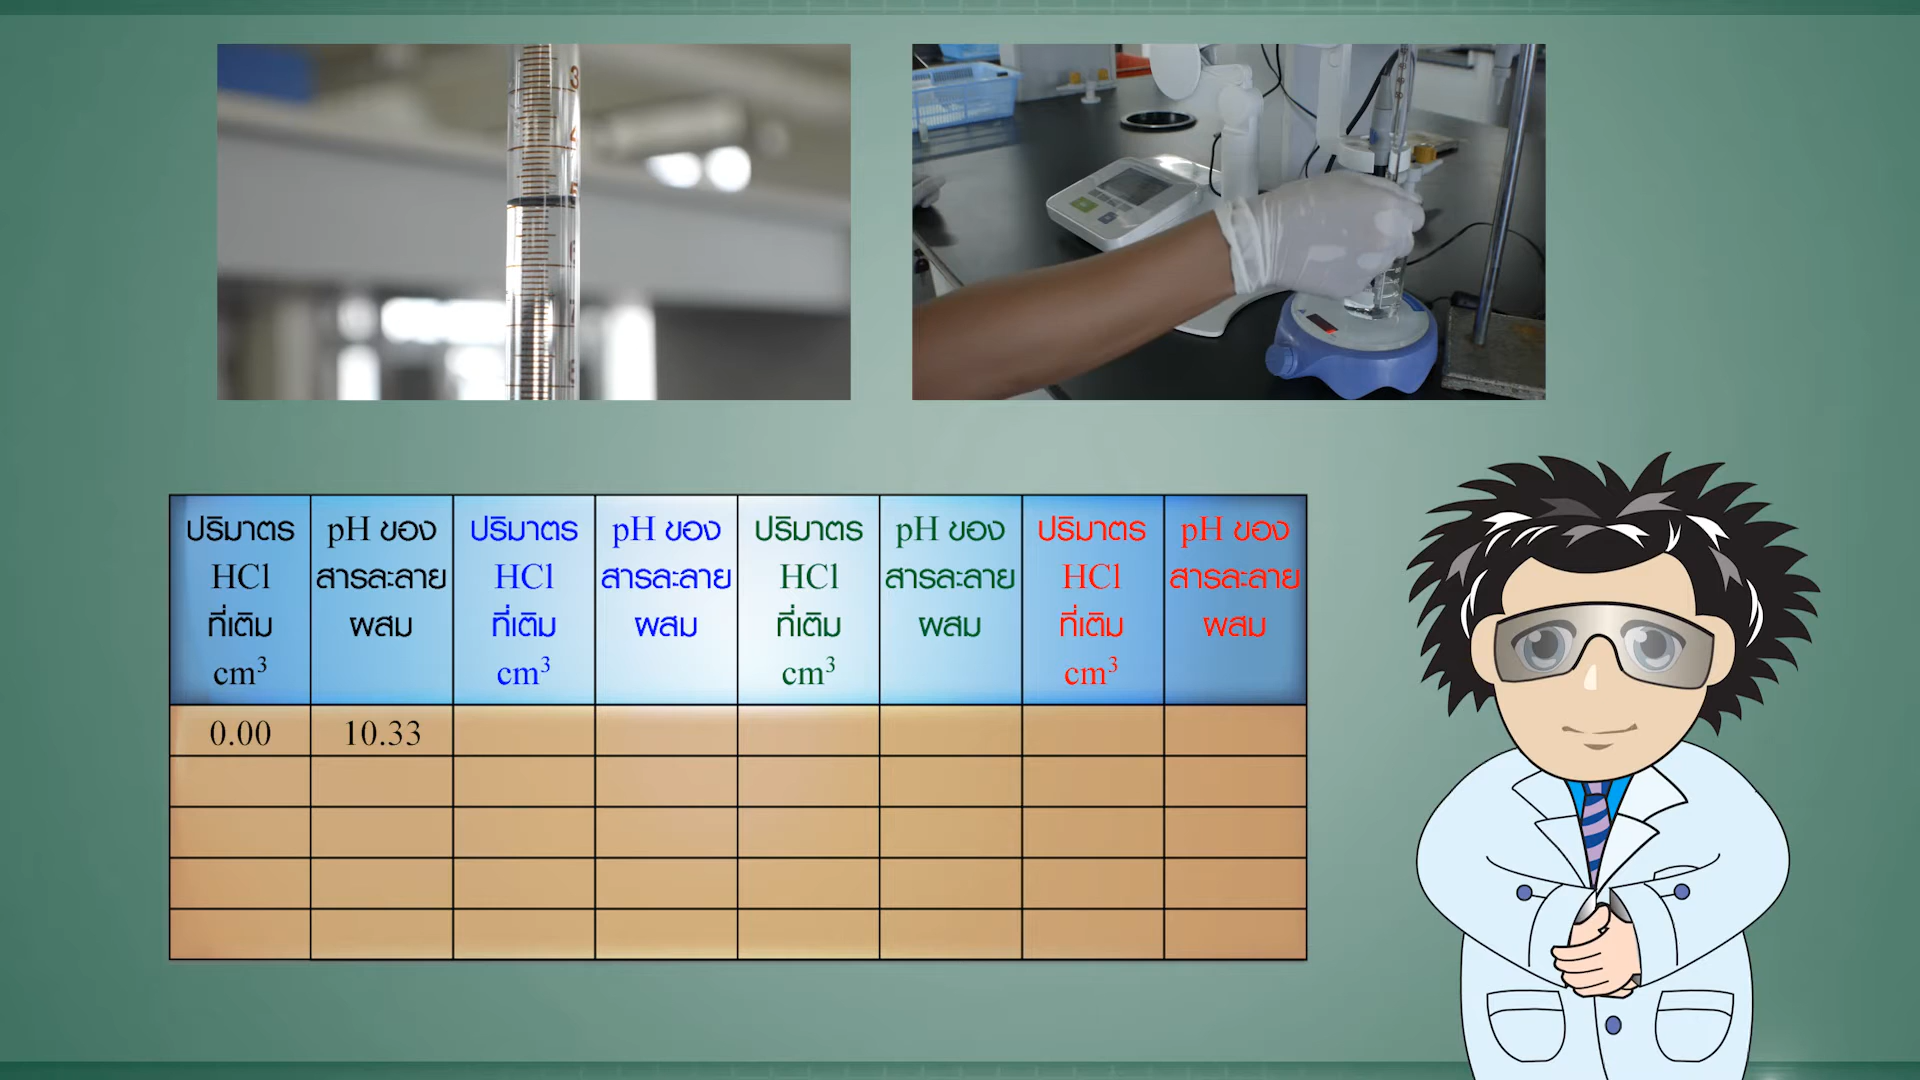 3
4
5
6
7
ปริมาตร
HCl
ที่เติม
cm³
pH ของ
สารละลาย
ผสม
ปริมาตร
HCl
ที่เติม
cm³
pH ของ
สารละลาย
ผสม
ปริมาตร
HCl
ที่เติม
cm³
pH ของ
สารละลาย
ผสม
ปริมาตร
HCl
ที่เติม
cm³
pH ของ
สารละลาย
ผสม
0.00 10.33